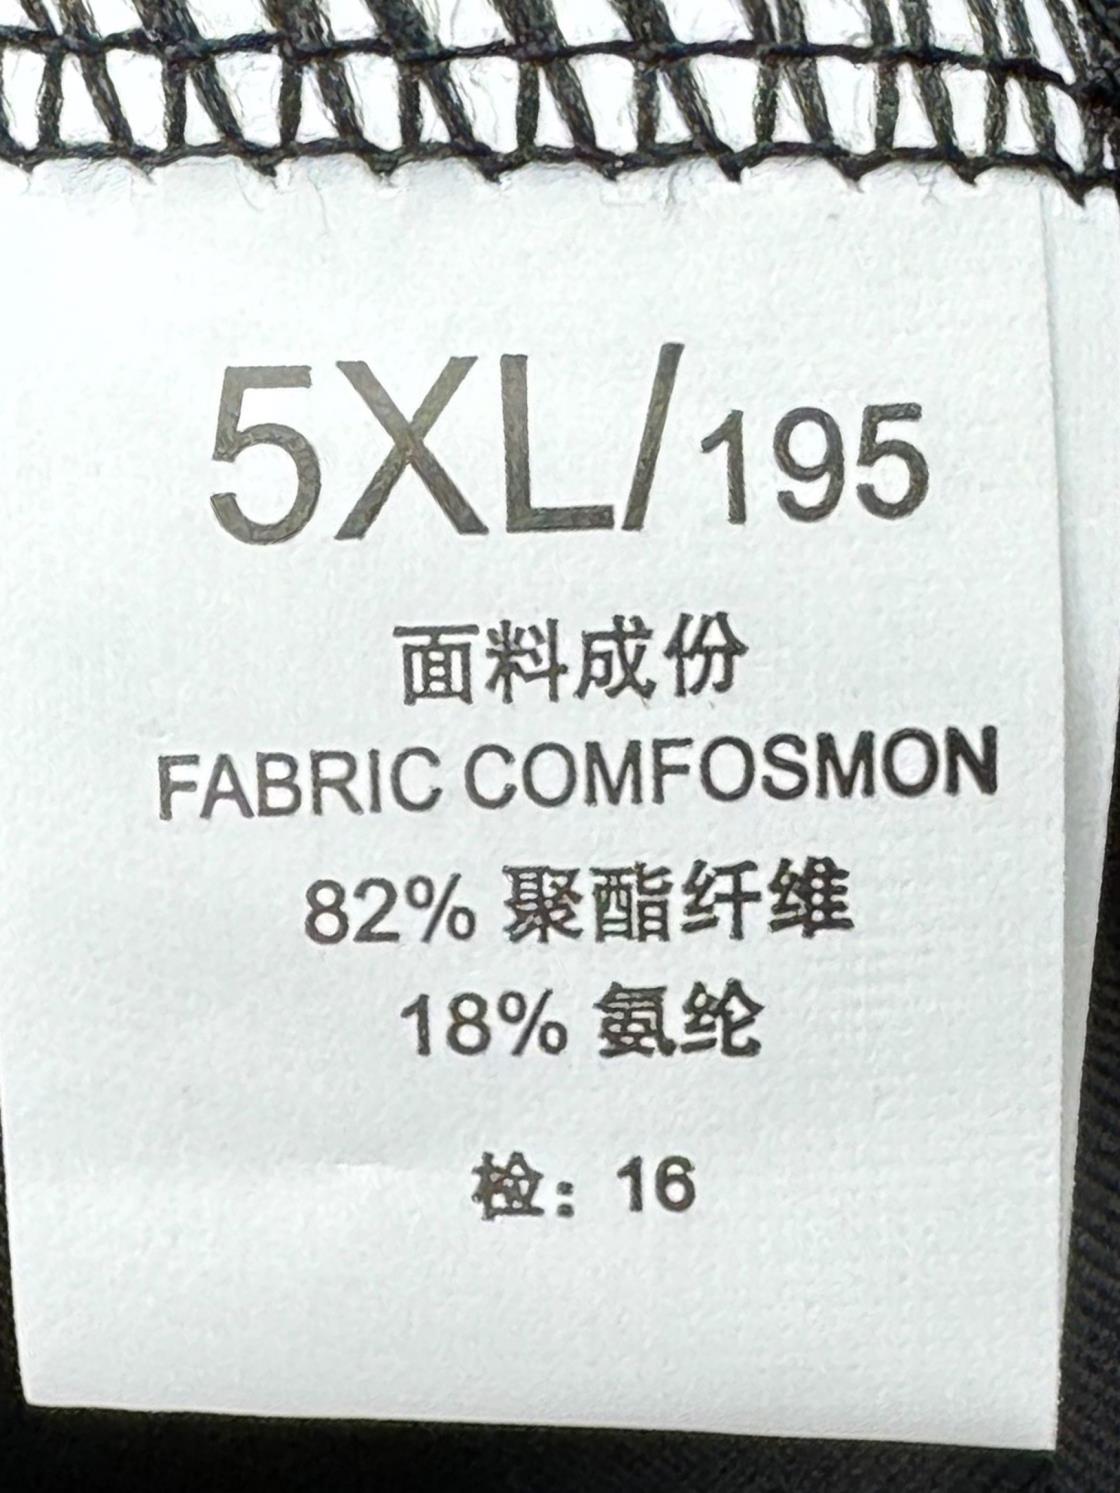 5XL/195
面料成份
FABRIC COMFOSMON
82% 聚酯纤维
18% 氨纶
检：16